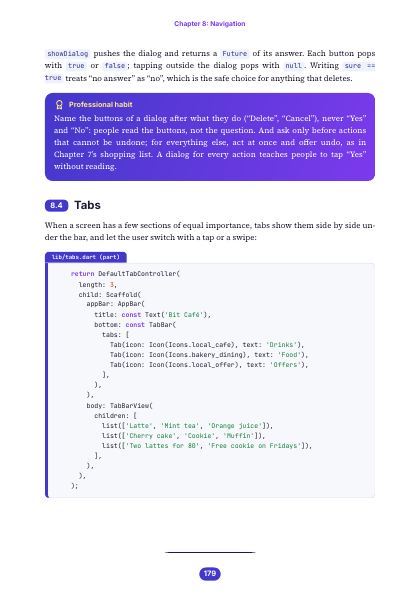 Chapter 8: Navigation
showDialog pushes the dialog and returns a Future of its answer. Each button pops
with true or false; tapping outside the dialog pops with null. Writing sure ==
true treats “no answer” as “no”, which is the safe choice for anything that deletes.
Professional habit
Name the buttons of a dialog after what they do (“Delete”, “Cancel”), never “Yes”
and “No”: people read the buttons, not the question. And ask only before actions
that cannot be undone; for everything else, act at once and offer undo, as in
Chapter 7’s shopping list. A dialog for every action teaches people to tap “Yes”
without reading.
8.4 Tabs
When a screen has a few sections of equal importance, tabs show them side by side un-
der the bar, and let the user switch with a tap or a swipe:
lib/tabs.dart (part)
return DefaultTabController(
  length: 3,
  child: Scaffold(
    appBar: AppBar(
      title: const Text('Bit Café'),
      bottom: const TabBar(
        tabs: [
          Tab(icon: Icon(Icons.local_cafe), text: 'Drinks'),
          Tab(icon: Icon(Icons.bakery_dining), text: 'Food'),
          Tab(icon: Icon(Icons.local_offer), text: 'Offers'),
        ],
      ),
    ),
    body: TabBarView(
      children: [
        list(['Latte', 'Mint tea', 'Orange juice']),
        list(['Cherry cake', 'Cookie', 'Muffin']),
        list(['Two lattes for 80', 'Free cookie on Fridays']),
      ],
    ),
  ),
);
179